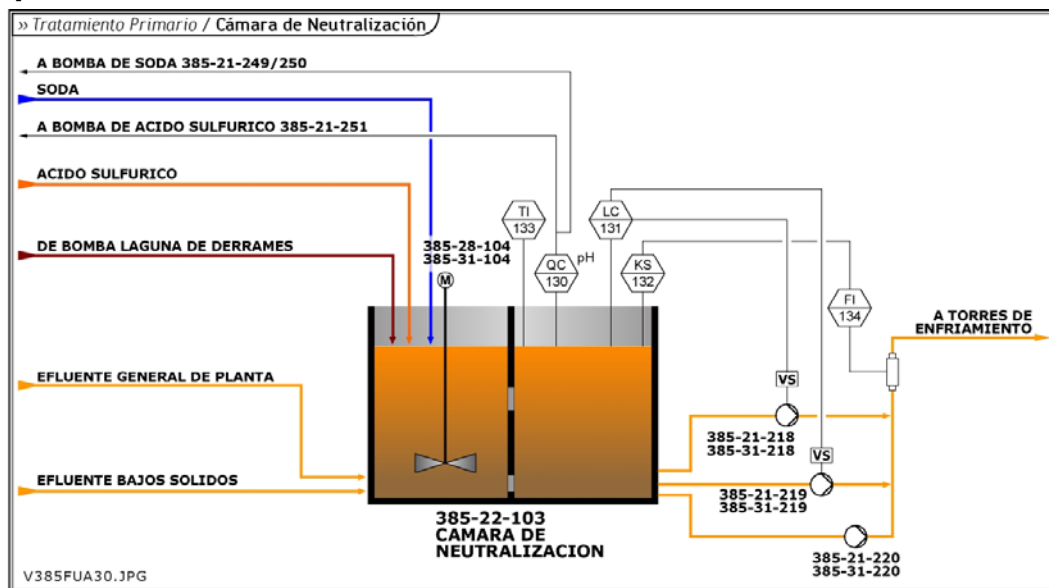 » Tratamiento Primario / Cámara de Neutralización
A BOMBA DE SODA 385-21-249/250
SODA
A BOMBA DE ACIDO SULFURICO 385-21-251
ACIDO SULFURICO
DE BOMBA LAGUNA DE DERRAMES
385-28-104
385-31-104
M
TI
133
QC
130
pH
LC
131
KS
132
FI
134
A TORRES DE
ENFRIAMIENTO
EFLUENTE GENERAL DE PLANTA
EFLUENTE BAJOS SOLIDOS
VS
385-21-218
385-31-218
VS
385-21-219
385-31-219
385-21-220
385-31-220
385-22-103
CAMARA DE
NEUTRALIZACION
V385FUA30.JPG